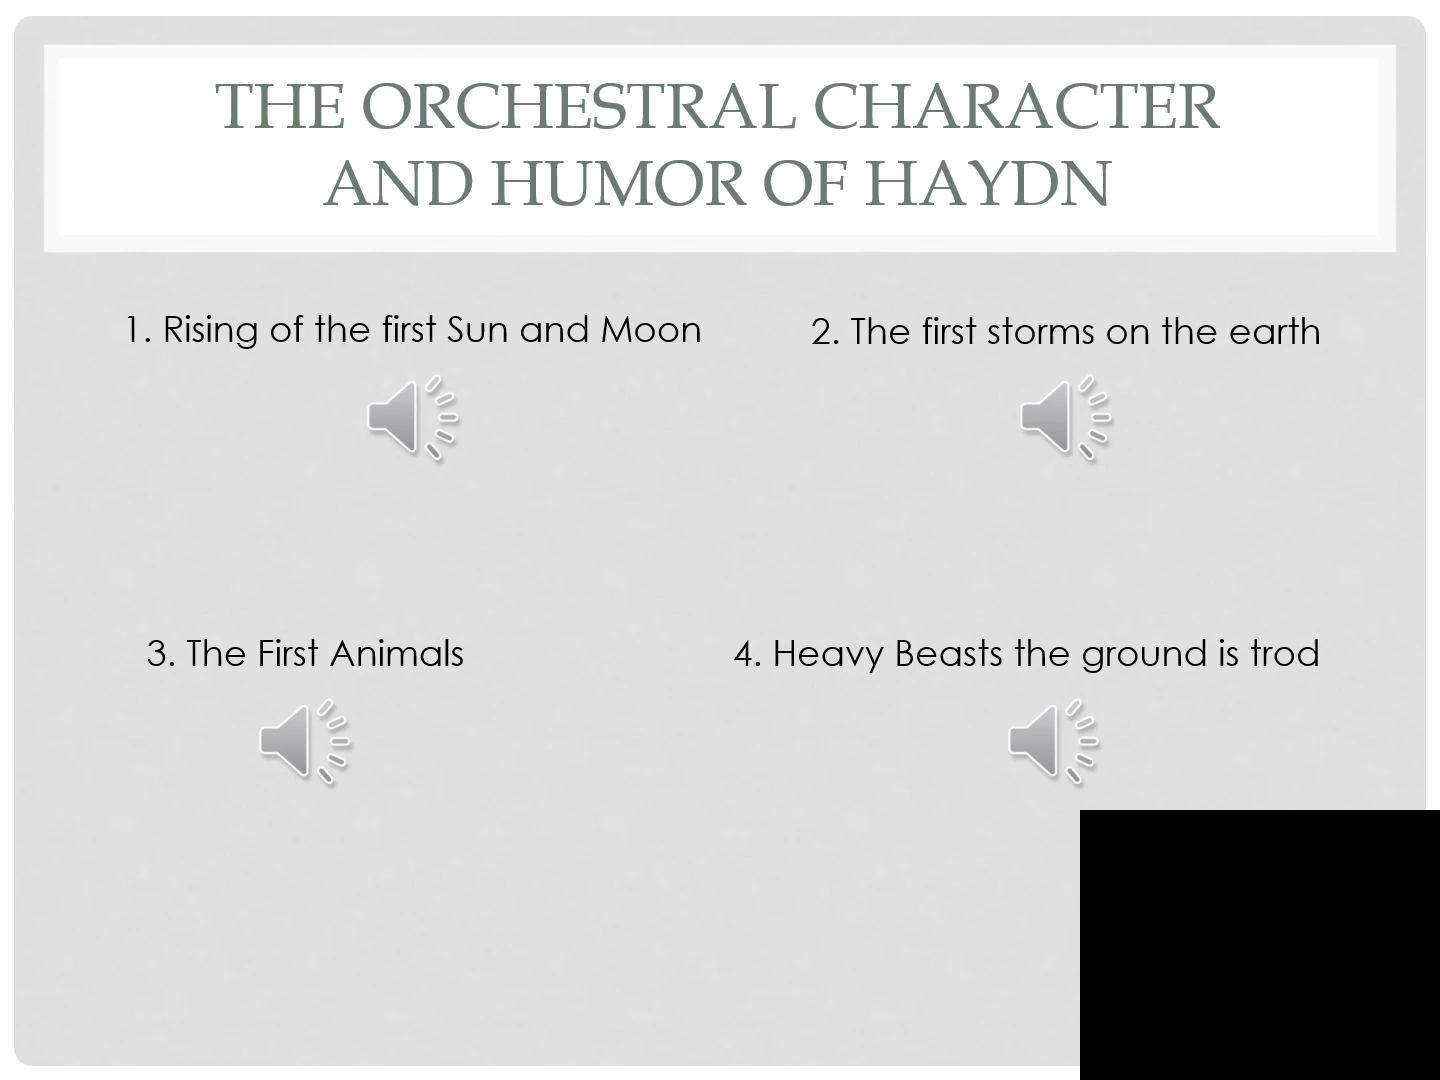 THE ORCHESTRAL CHARACTER
AND HUMOR OF HAYDN
1. Rising of the first Sun and Moon
2. The first storms on the earth
3. The First Animals
4. Heavy Beasts the ground is trod